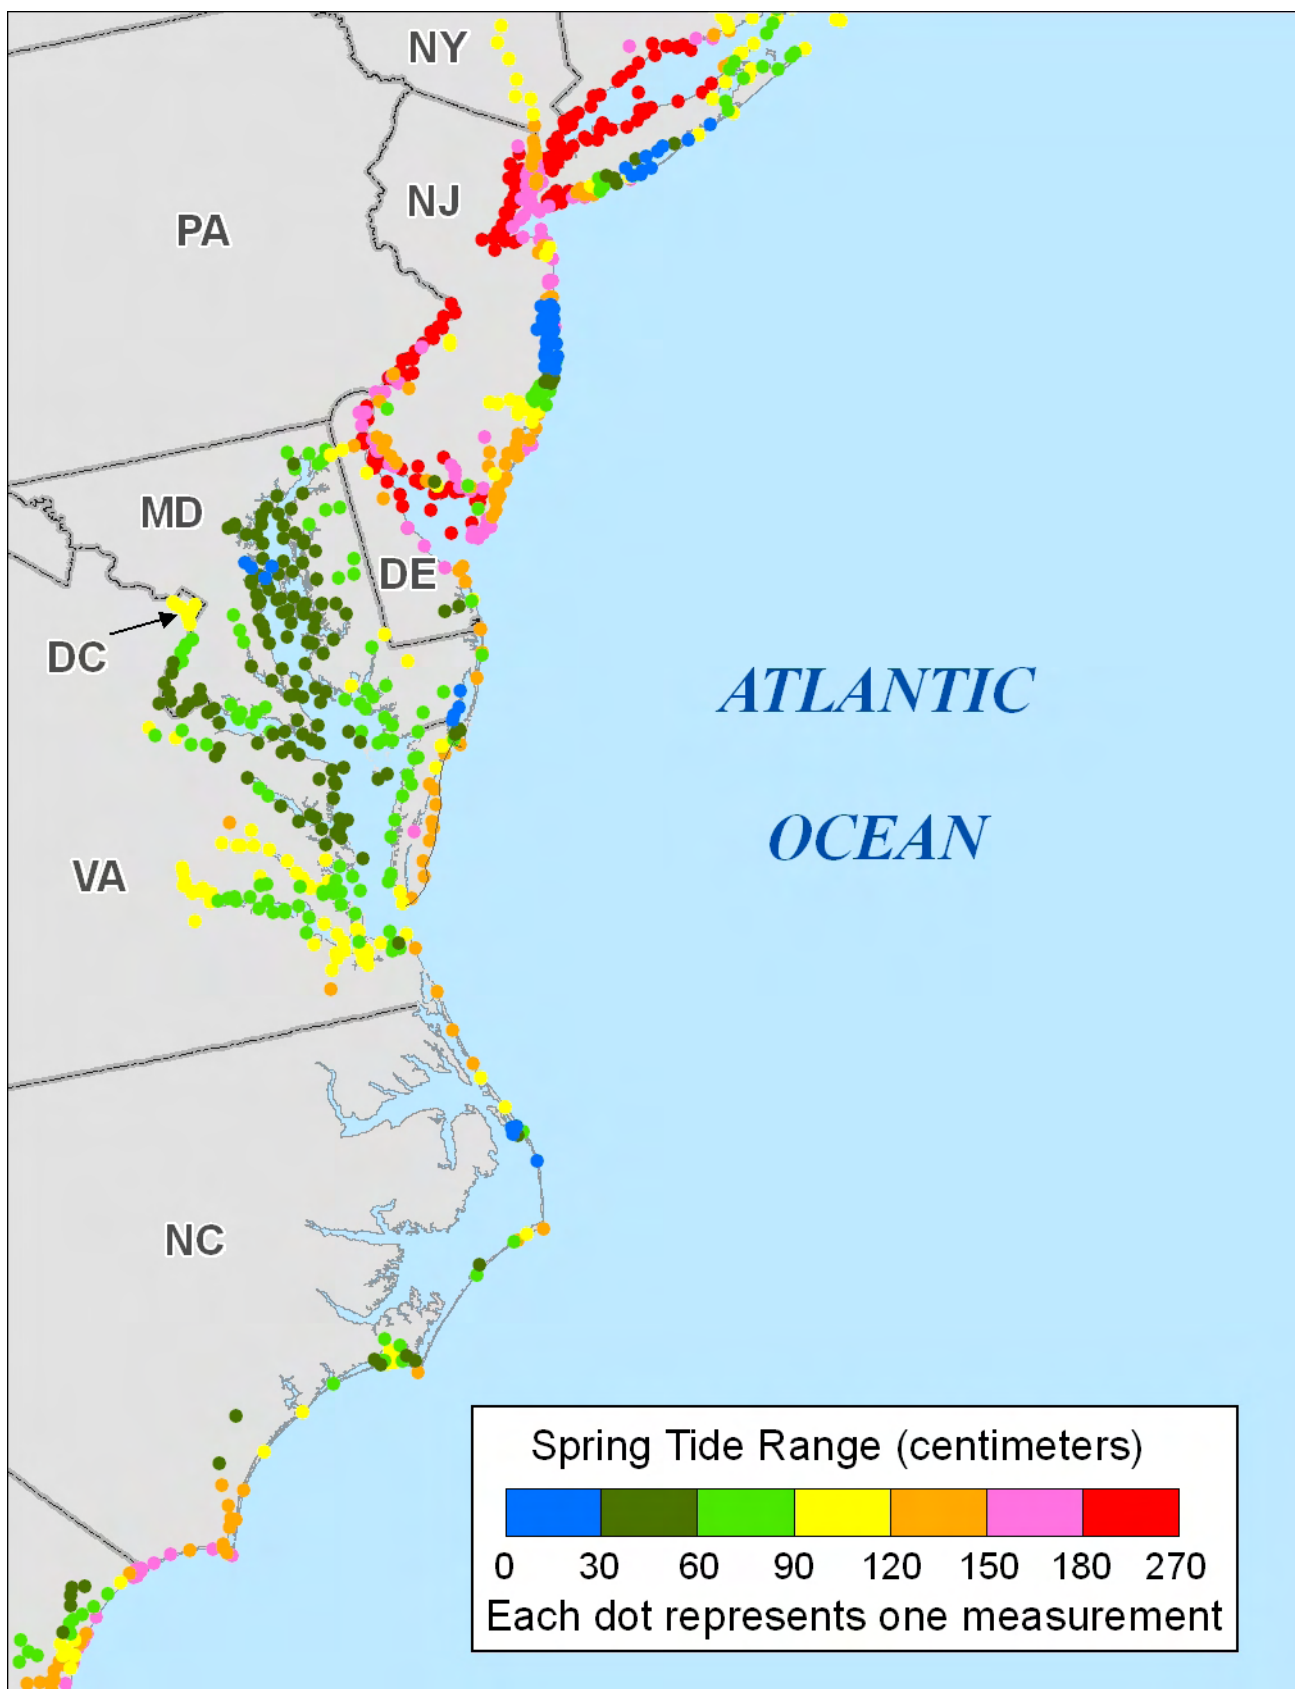 NY
NJ
PA
MD
DE
DC
ATLANTIC
OCEAN
VA
NC
Spring Tide Range (centimeters)
0 30 60 90 120 150 180 270
Each dot represents one measurement